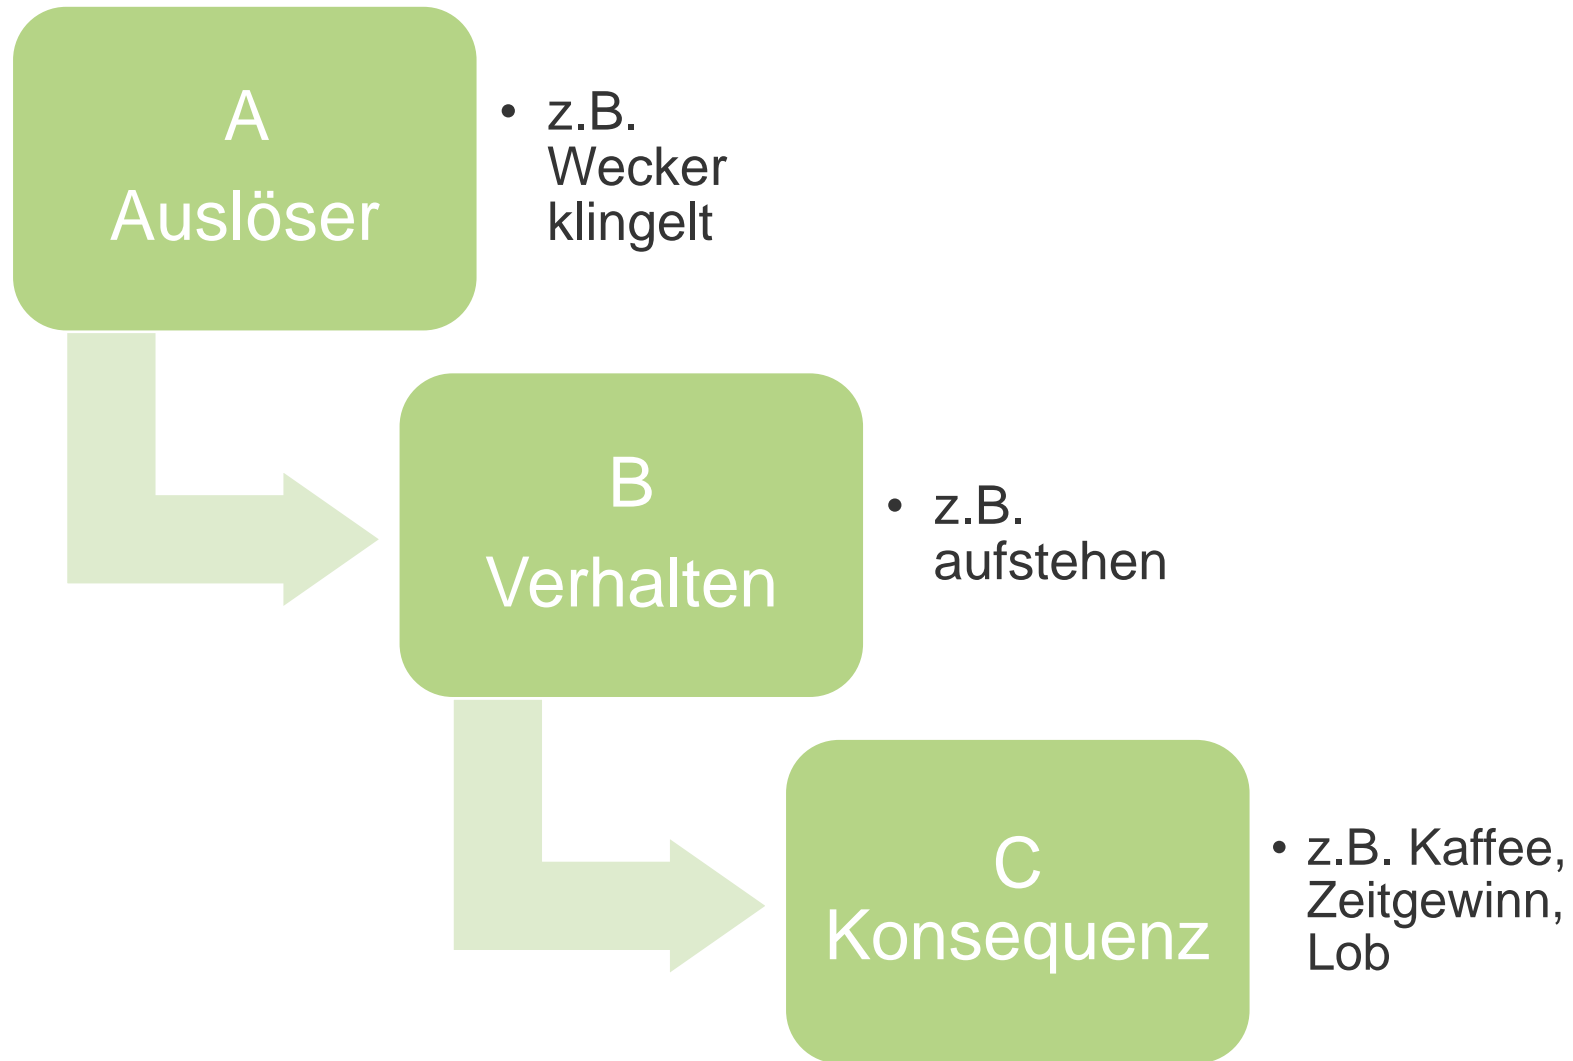 A
Auslöser
• z.B.
Wecker
klingelt
B
Verhalten
• z.B.
aufstehen
C
Konsequenz
• z.B. Kaffee,
Zeitgewinn,
Lob